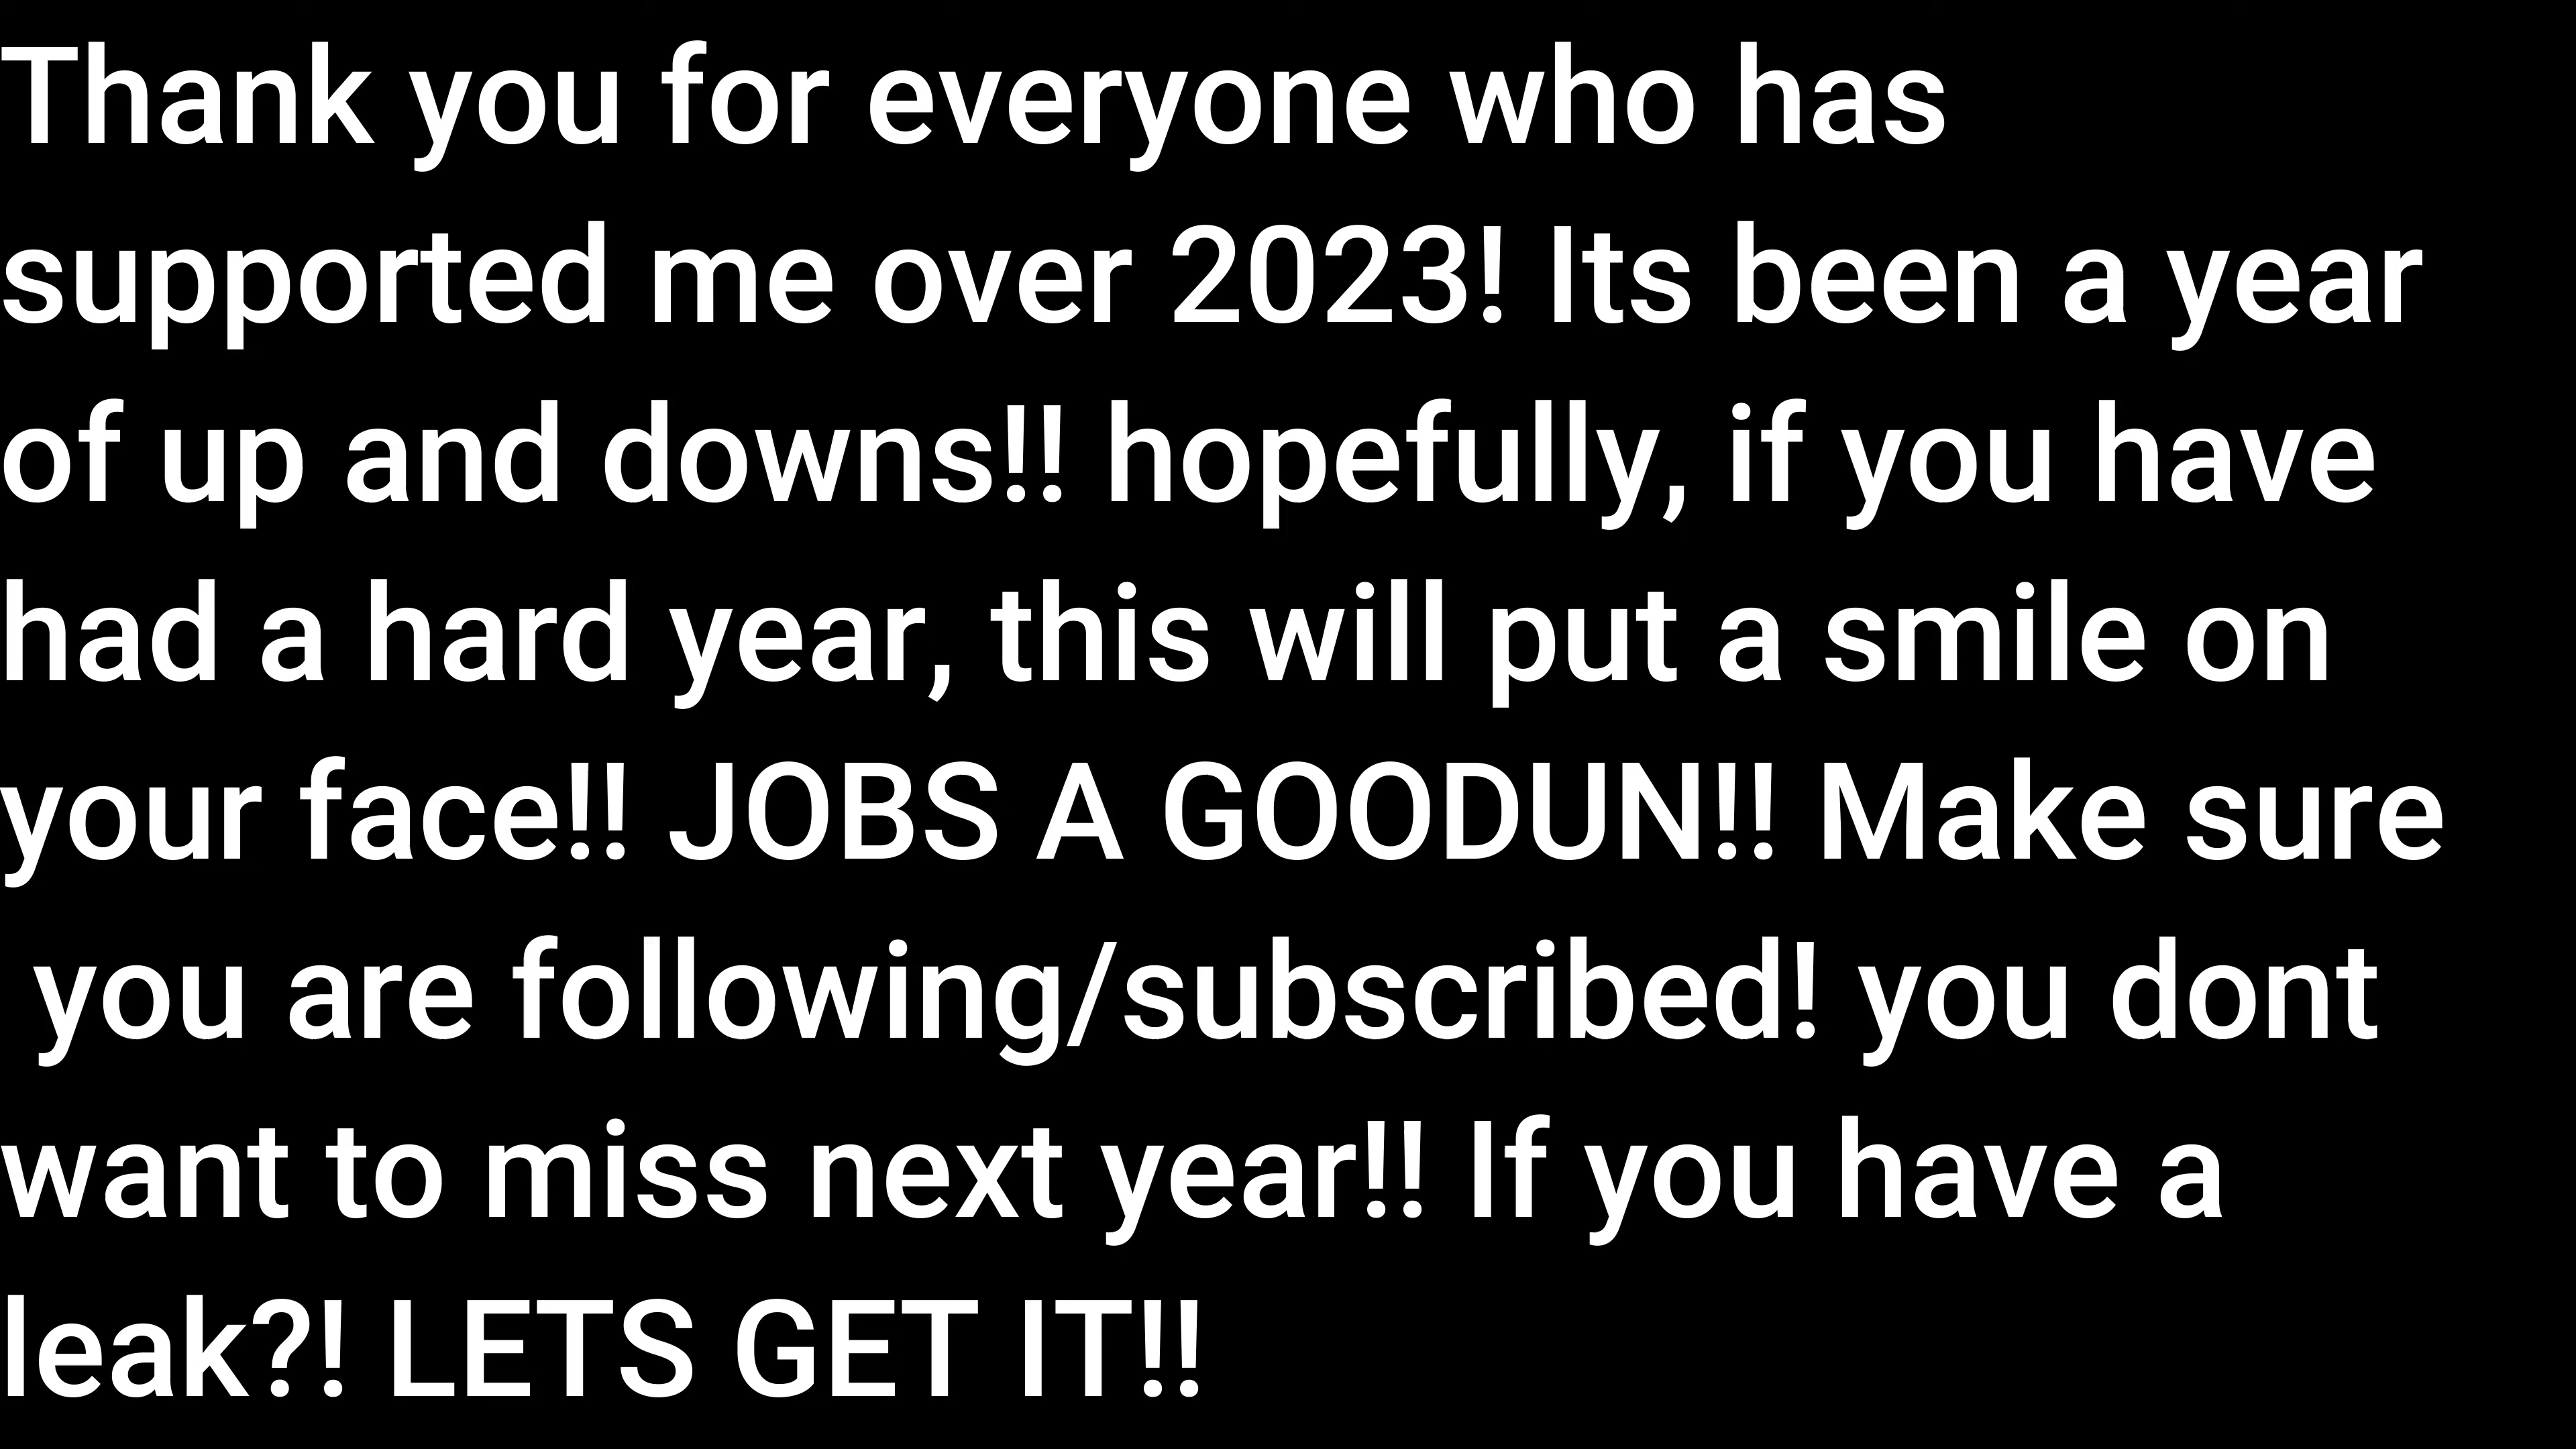 Thank you for everyone who has
supported me over 2023! Its been a year
of up and downs!! hopefully, if you have
had a hard year, this will put a smile on
your face!! JOBS A GOODUN!! Make sure
you are following/subscribed! you dont
want to miss next year!! If you have a
leak?! LETS GET IT!!